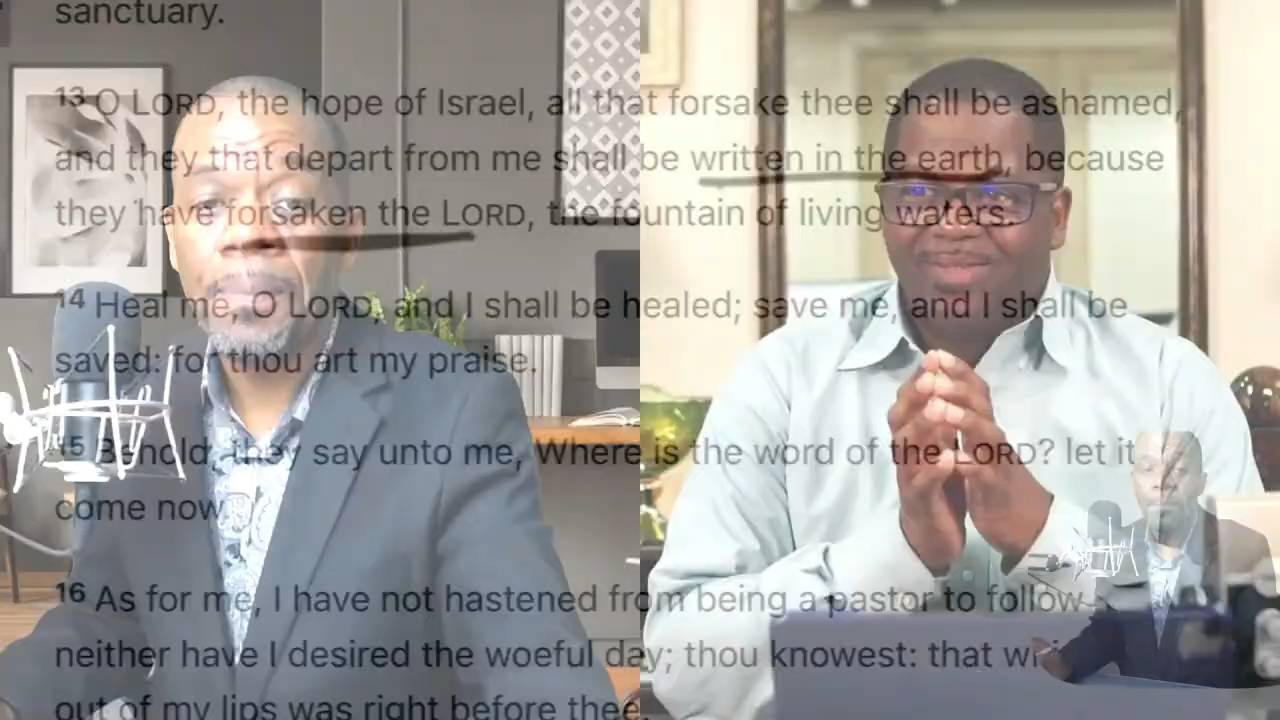 sanctuary.
13 O LORD, the hope of Israel, all that forsake thee shall be ashamed,
and they that depart from me shall be written in the earth, because
they have forsaken the LORD, the fountain of living waters.
14 Heal me, O LORD, and I shall be healed; save me, and I shall be
saved: for thou art my praise.
15 Behold, they say unto me, Where is the word of the LORD? let it
come now.
16 As for me, I have not hastened from being a pastor to follow
neither have I desired the woeful day; thou knowest: that
out of my lips was right before thee.